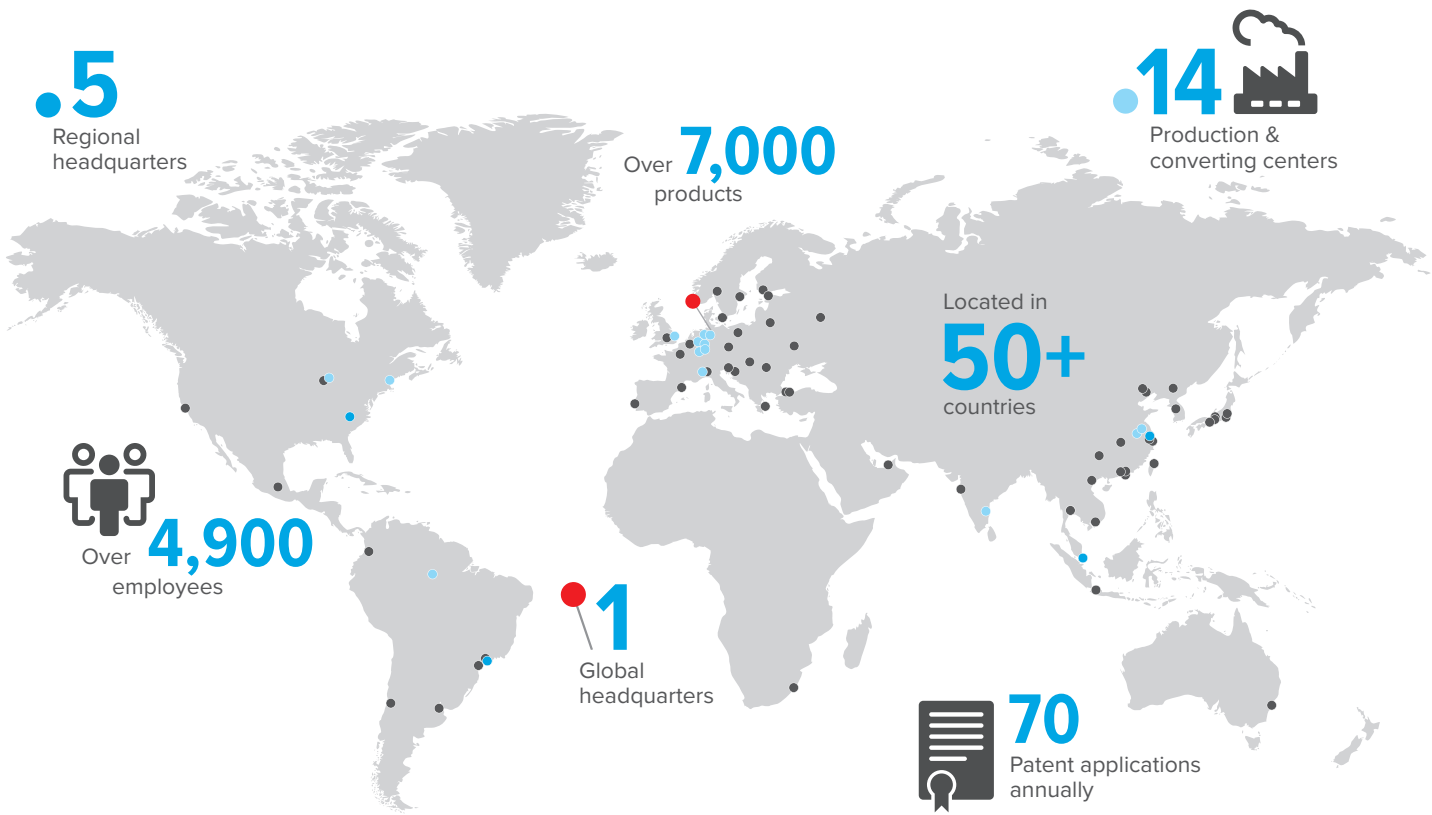 5
Regional
headquarters
14
Production &
converting centers
Over 7,000
products
Located in
50+
countries
Over 4,900
employees
1
Global
headquarters
70
Patent applications
annually